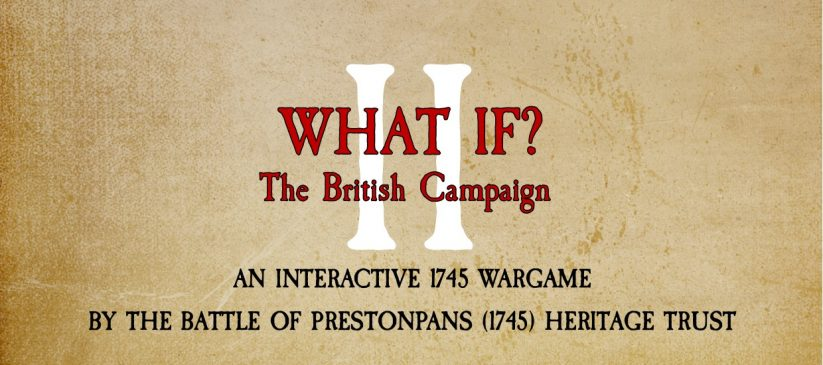 II
WHAT IF?
The British Campaign
AN INTERACTIVE 1745 WARGAME
BY THE BATTLE OF PRESTONPANS (1745) HERITAGE TRUST